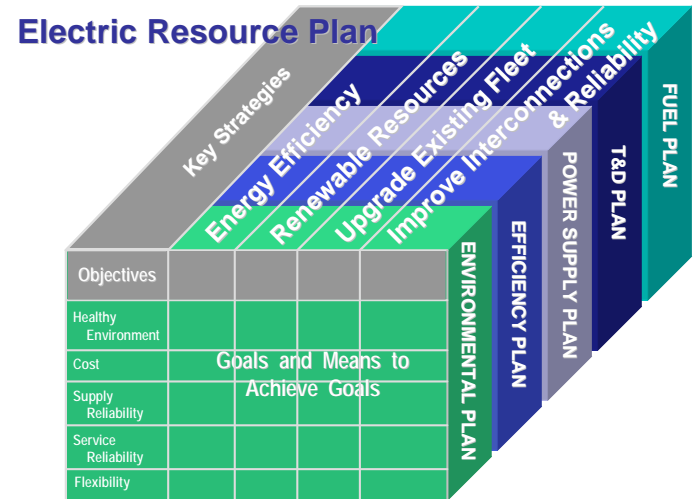 Electric Resource Plan
Key Strategies
Energy Efficiency
Renewable Resources
Upgrade Existing Fleet
Improve Interconnections
& Reliability
Objectives
Healthy
Environment
Cost
Supply
Reliability
Service
Reliability
Flexibility
Goals and Means to
Achieve Goals
ENVIRONMENTAL PLAN
EFFICIENCY PLAN
POWER SUPPLY PLAN
T&D PLAN
FUEL PLAN